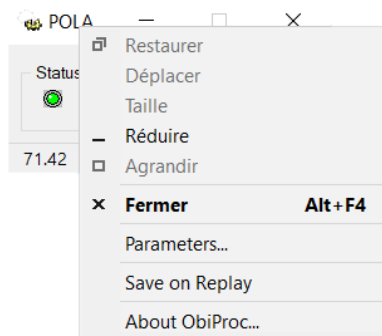 POLA
Restaurer
Déplacer
Status
Taille
Réduire
71.42
Agrandir
Fermer Alt+F4
Parameters...
Save on Replay
About ObiProc...